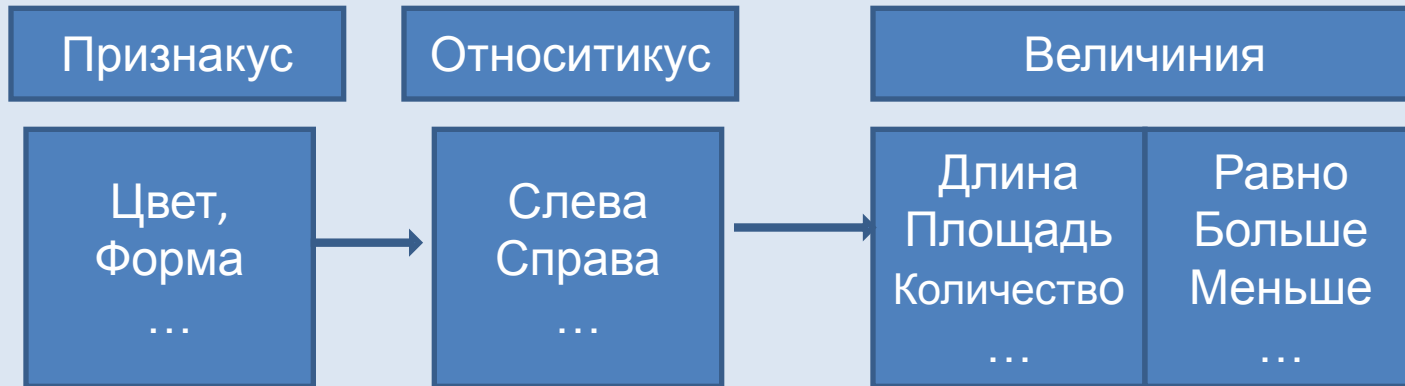 Признакус
Относитикус
Величиния
Цвет,
Форма
...
Слева
Справа
...
Длина
Площадь
Количество
...
Равно
Больше
Меньше
...